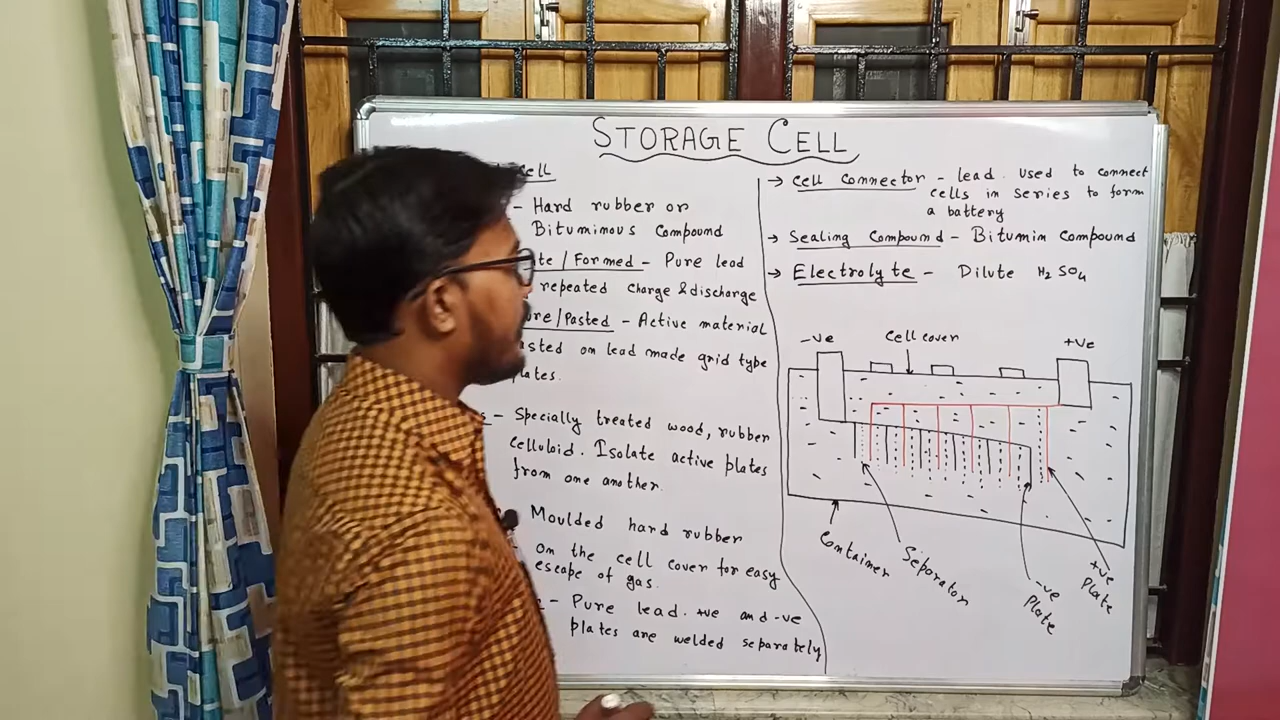 STORAGE CELL
Cell
- Hard rubber or
Bituminous Compound
te / Formed - Pure lead
repeated charge & discharge
ure / Pasted - Active material
asted on lead made grid type
plates.
s - Specially treated wood, rubber
Celluloid. Isolate active plates
from one another.
Moulded hard rubber
on the cell cover for easy
escape of gas.
- Pure lead. +ve and -ve
plates are welded separately
→ Cell Connector - lead. Used to connect
cells in series to form
a battery
→ Sealing Compound - Bitumin Compound
→ Electrolyte - Dilute H₂SO₄
-ve
Cell cover
+ve
Container
Separator
-ve
Plate
+ve
Plate